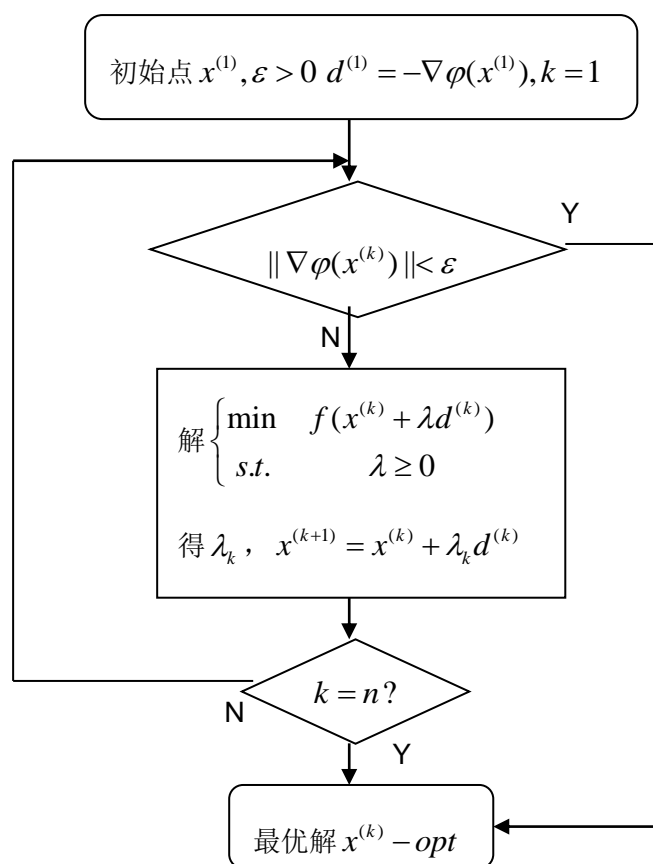 初始点 x^{(1)}, ε > 0 d^{(1)} = −∇φ(x^{(1)}), k = 1
Y
|| ∇φ(x^{(k)}) || < ε
N
解 { min f(x^{(k)} + λd^{(k)})
s.t. λ ≥ 0
得 λ_k , x^{(k+1)} = x^{(k)} + λ_k d^{(k)}
k = n?
N
Y
最优解 x^{(k)} − opt